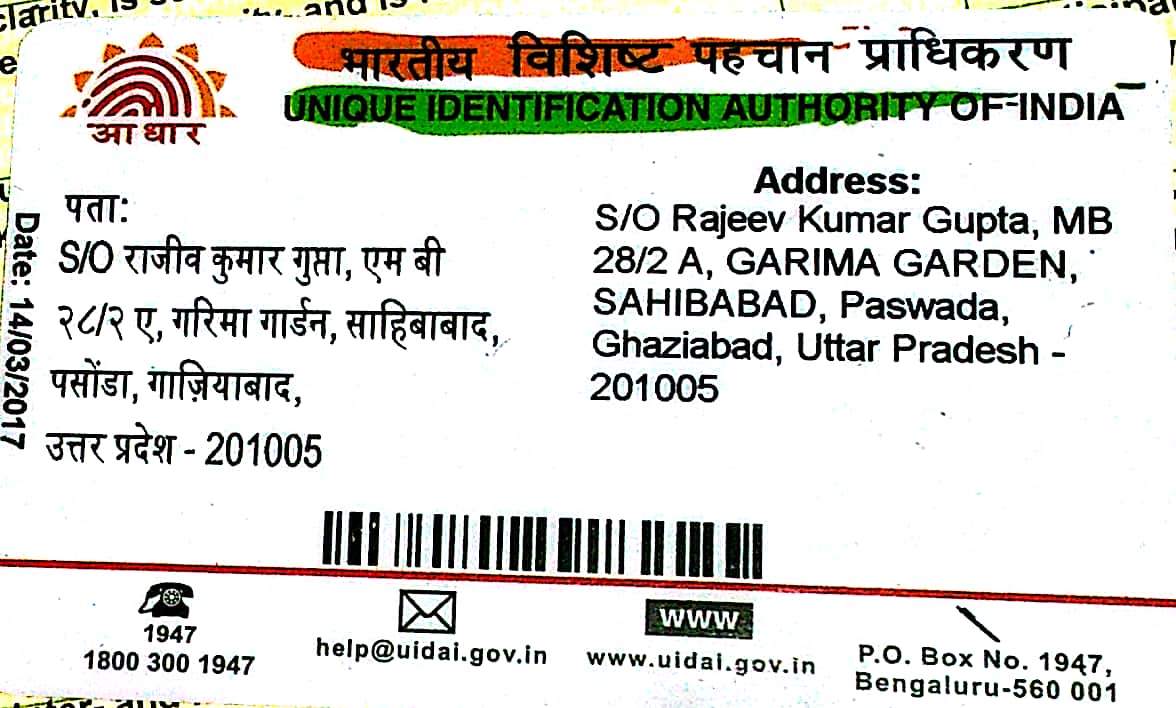 clarity, is
and is
भारतीय विशिष्ट पहचान प्राधिकरण
UNIQUE IDENTIFICATION AUTHORITY OF INDIA
आधार
Date: 14/03/2017
पता:
S/O राजीव कुमार गुप्ता, एम बी
२८/२ ए, गरिमा गार्डन, साहिबाबाद,
पसोंडा, गाज़ियाबाद,
उत्तर प्रदेश - 201005
Address:
S/O Rajeev Kumar Gupta, MB
28/2 A, GARIMA GARDEN,
SAHIBABAD, Paswada,
Ghaziabad, Uttar Pradesh -
201005
1947
1800 300 1947
help@uidai.gov.in
www
www.uidai.gov.in
P.O. Box No. 1947,
Bengaluru-560 001